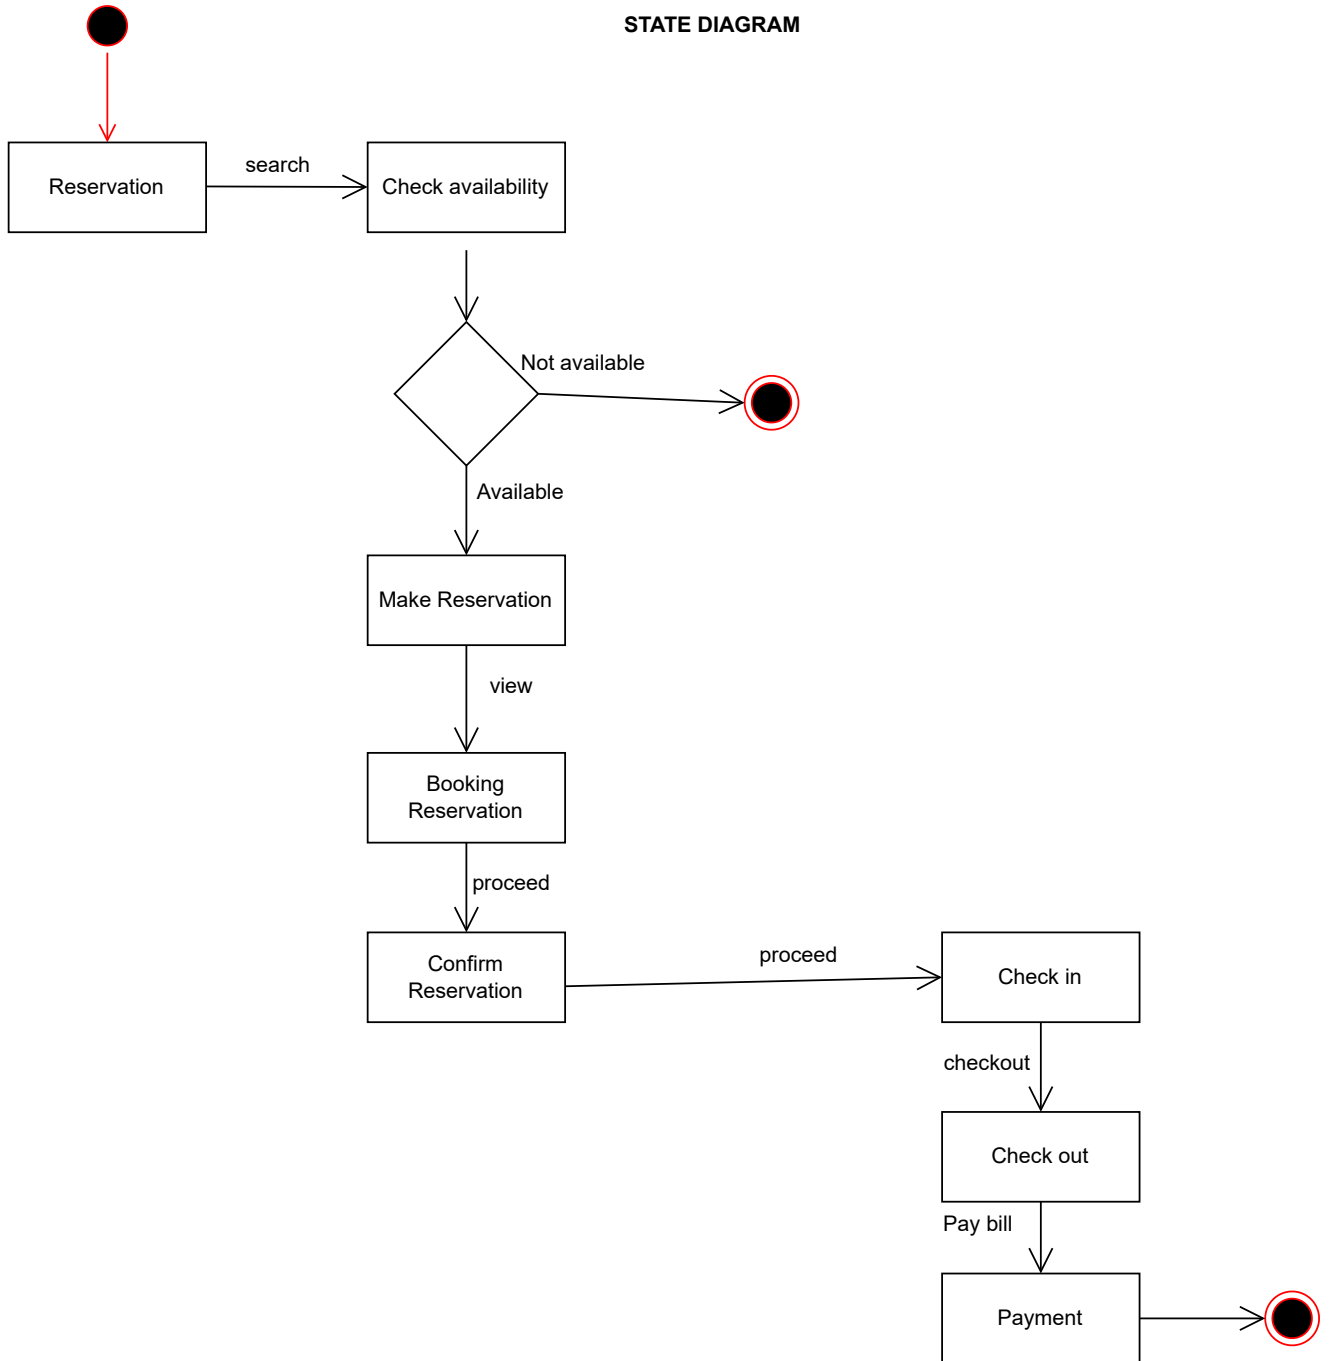 STATE DIAGRAM
search
Reservation
Check availability
Not available
Available
Make Reservation
view
Booking
Reservation
proceed
Confirm
Reservation
proceed
Check in
checkout
Check out
Pay bill
Payment